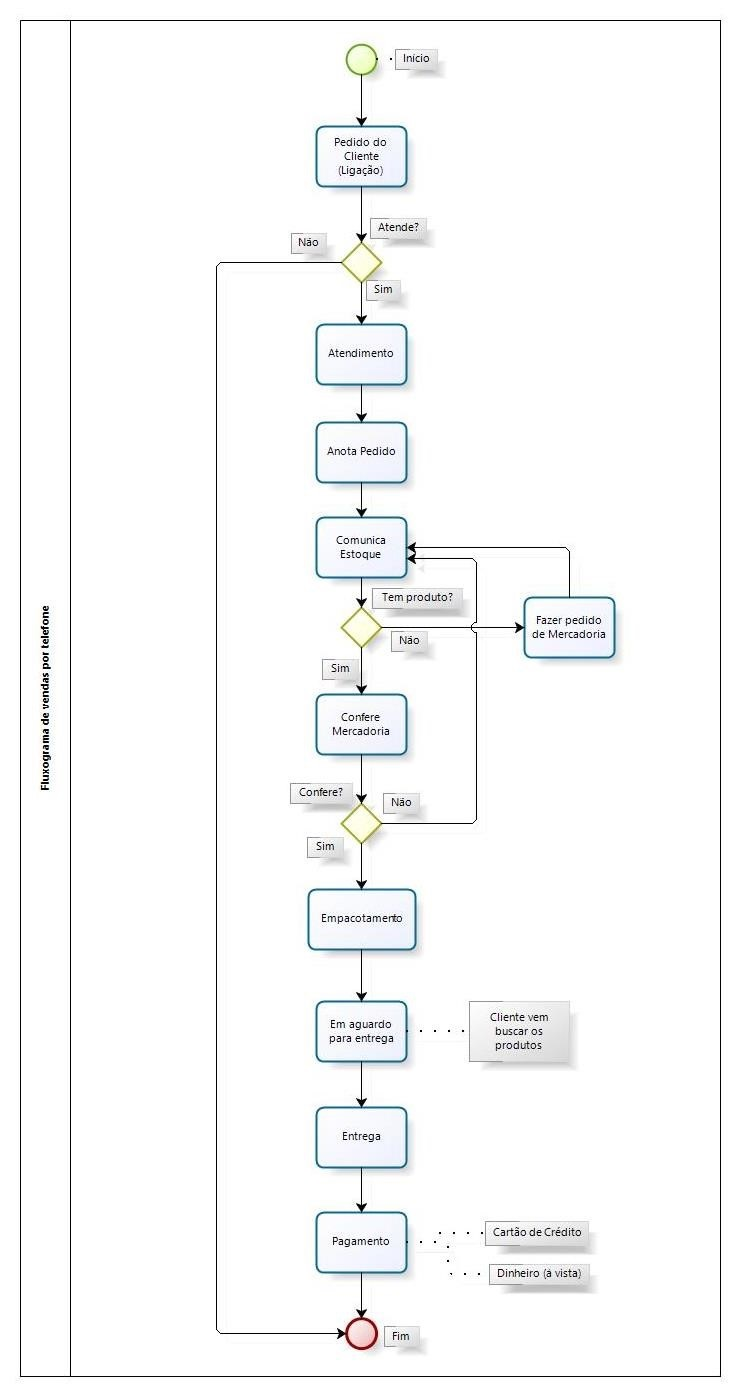 Fluxograma de vendas por telefone
Início
Pedido do
Cliente
(Ligação)
Atende?
Não
Sim
Atendimento
Anota Pedido
Comunica
Estoque
Tem produto?
Fazer pedido
de Mercadoria
Não
Sim
Confere
Mercadoria
Confere?
Não
Sim
Empacotamento
Em aguardo
para entrega
Cliente vem
buscar os
produtos
Entrega
Pagamento
Cartão de Crédito
Dinheiro (à vista)
Fim